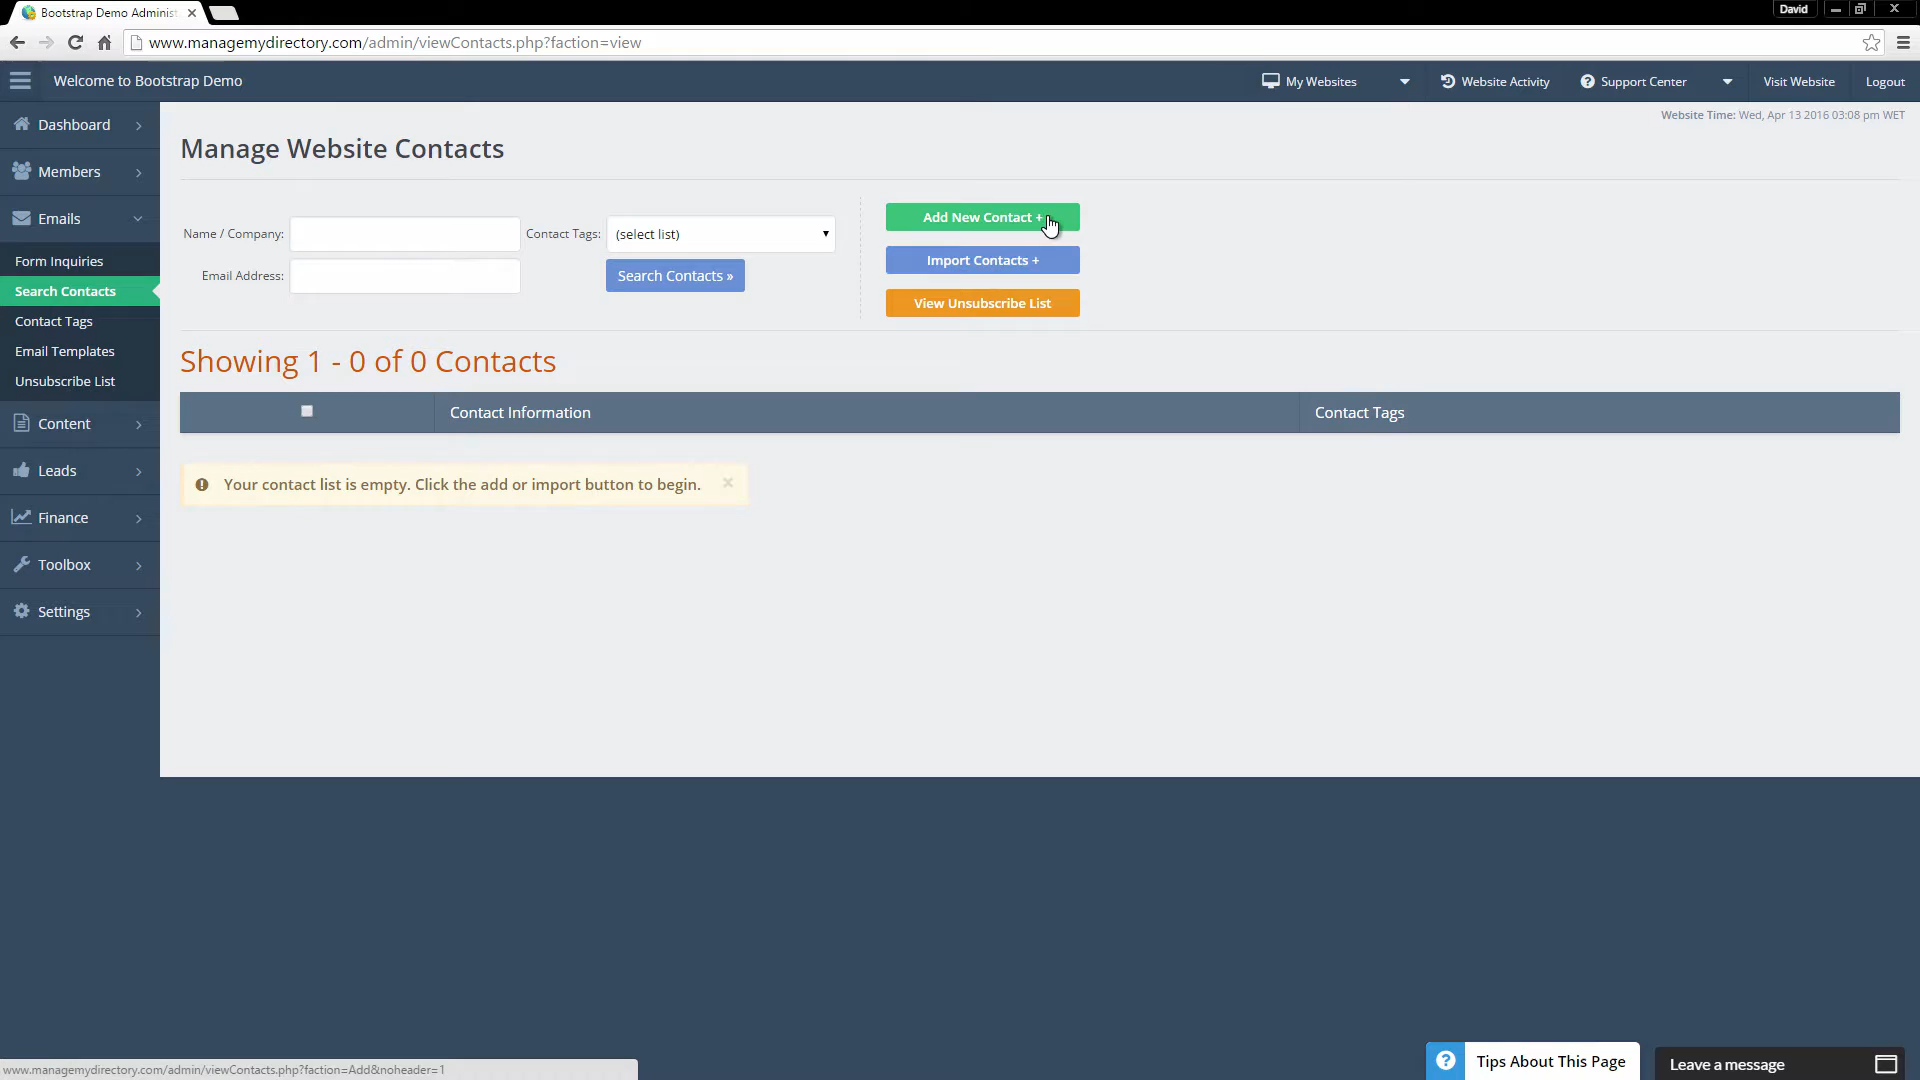 Bootstrap Demo Administ
David
www.managemydirectory.com/admin/viewContacts.php?faction=view
Welcome to Bootstrap Demo
My Websites
Website Activity
Support Center
Visit Website
Logout
Website Time: Wed, Apr 13 2016 03:08 pm WET
Dashboard
Members
Emails
Form Inquiries
Search Contacts
Contact Tags
Email Templates
Unsubscribe List
Content
Leads
Finance
Toolbox
Settings
Manage Website Contacts
Name / Company:
Contact Tags:
(select list)
Email Address:
Search Contacts »
Add New Contact +
Import Contacts +
View Unsubscribe List
Showing 1 - 0 of 0 Contacts
Contact Information
Contact Tags
Your contact list is empty. Click the add or import button to begin.
www.managemydirectory.com/admin/viewContacts.php?faction=Add&noheader=1
Tips About This Page
Leave a message